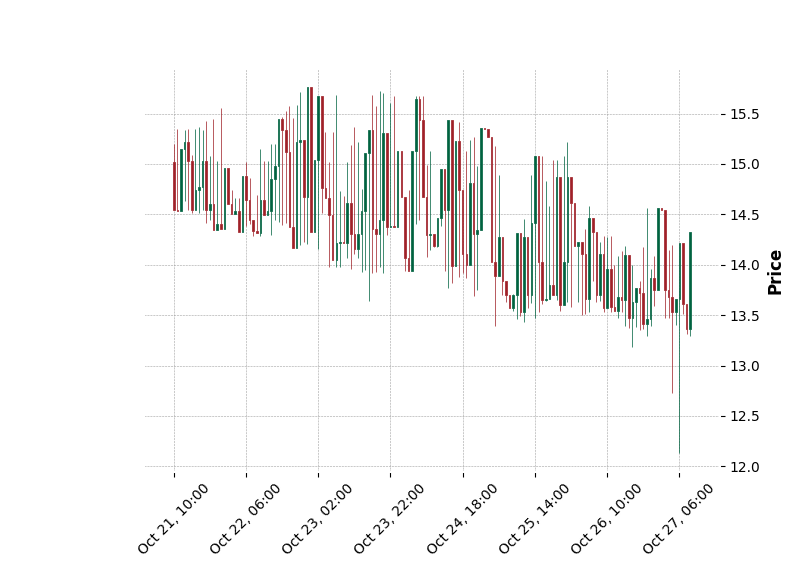 15.5
15.0
14.5
14.0
13.5
13.0
12.5
12.0
Price
Oct 21, 10:00
Oct 22, 06:00
Oct 23, 02:00
Oct 23, 22:00
Oct 24, 18:00
Oct 25, 14:00
Oct 26, 10:00
Oct 27, 06:00